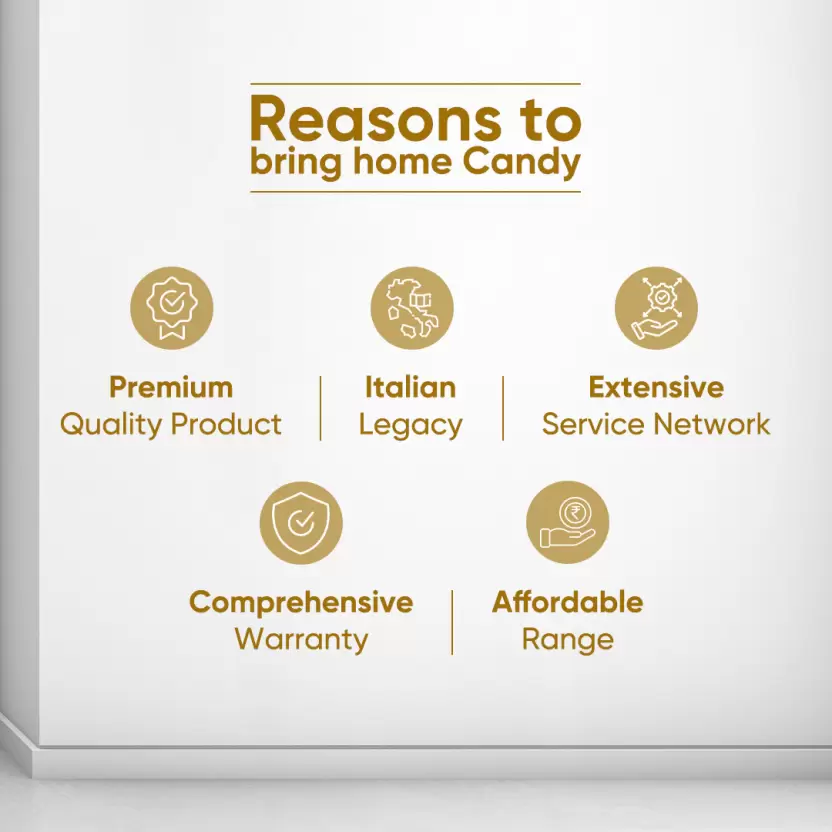 Reasons to
bring home Candy
Premium
Quality Product
Italian
Legacy
Extensive
Service Network
₹
Comprehensive
Warranty
Affordable
Range